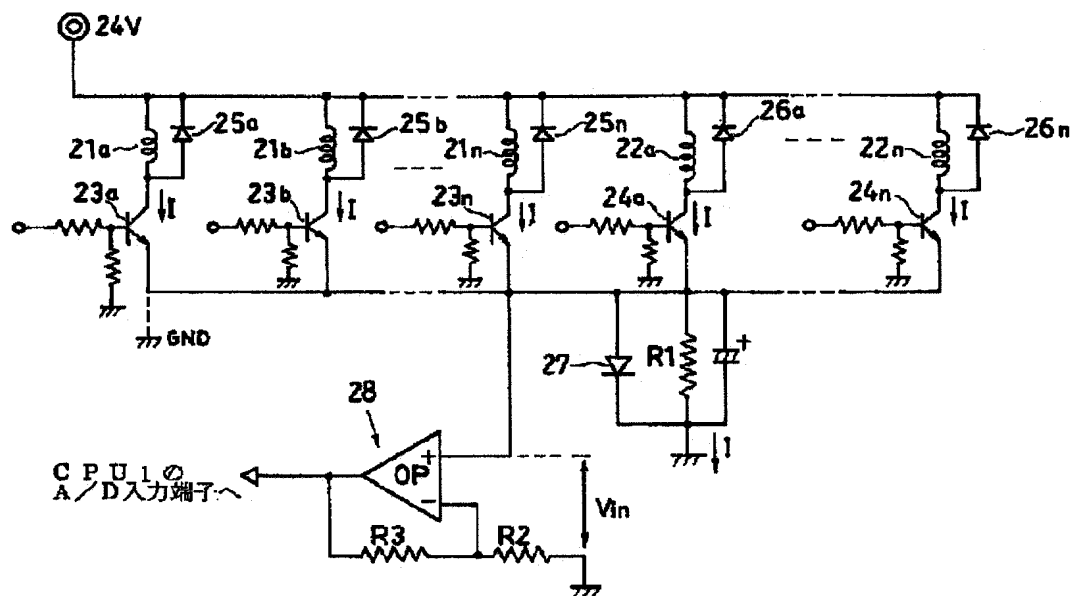 24V
21a 25a 21b 25b 21n 25n 22a 26a 22n 26n
23a I 23b I 23n I 24a I 24n I
GND
27 R1 +
I
28
+
OP
−
CPU1の
A/D入力端子へ
Vin
R3 R2